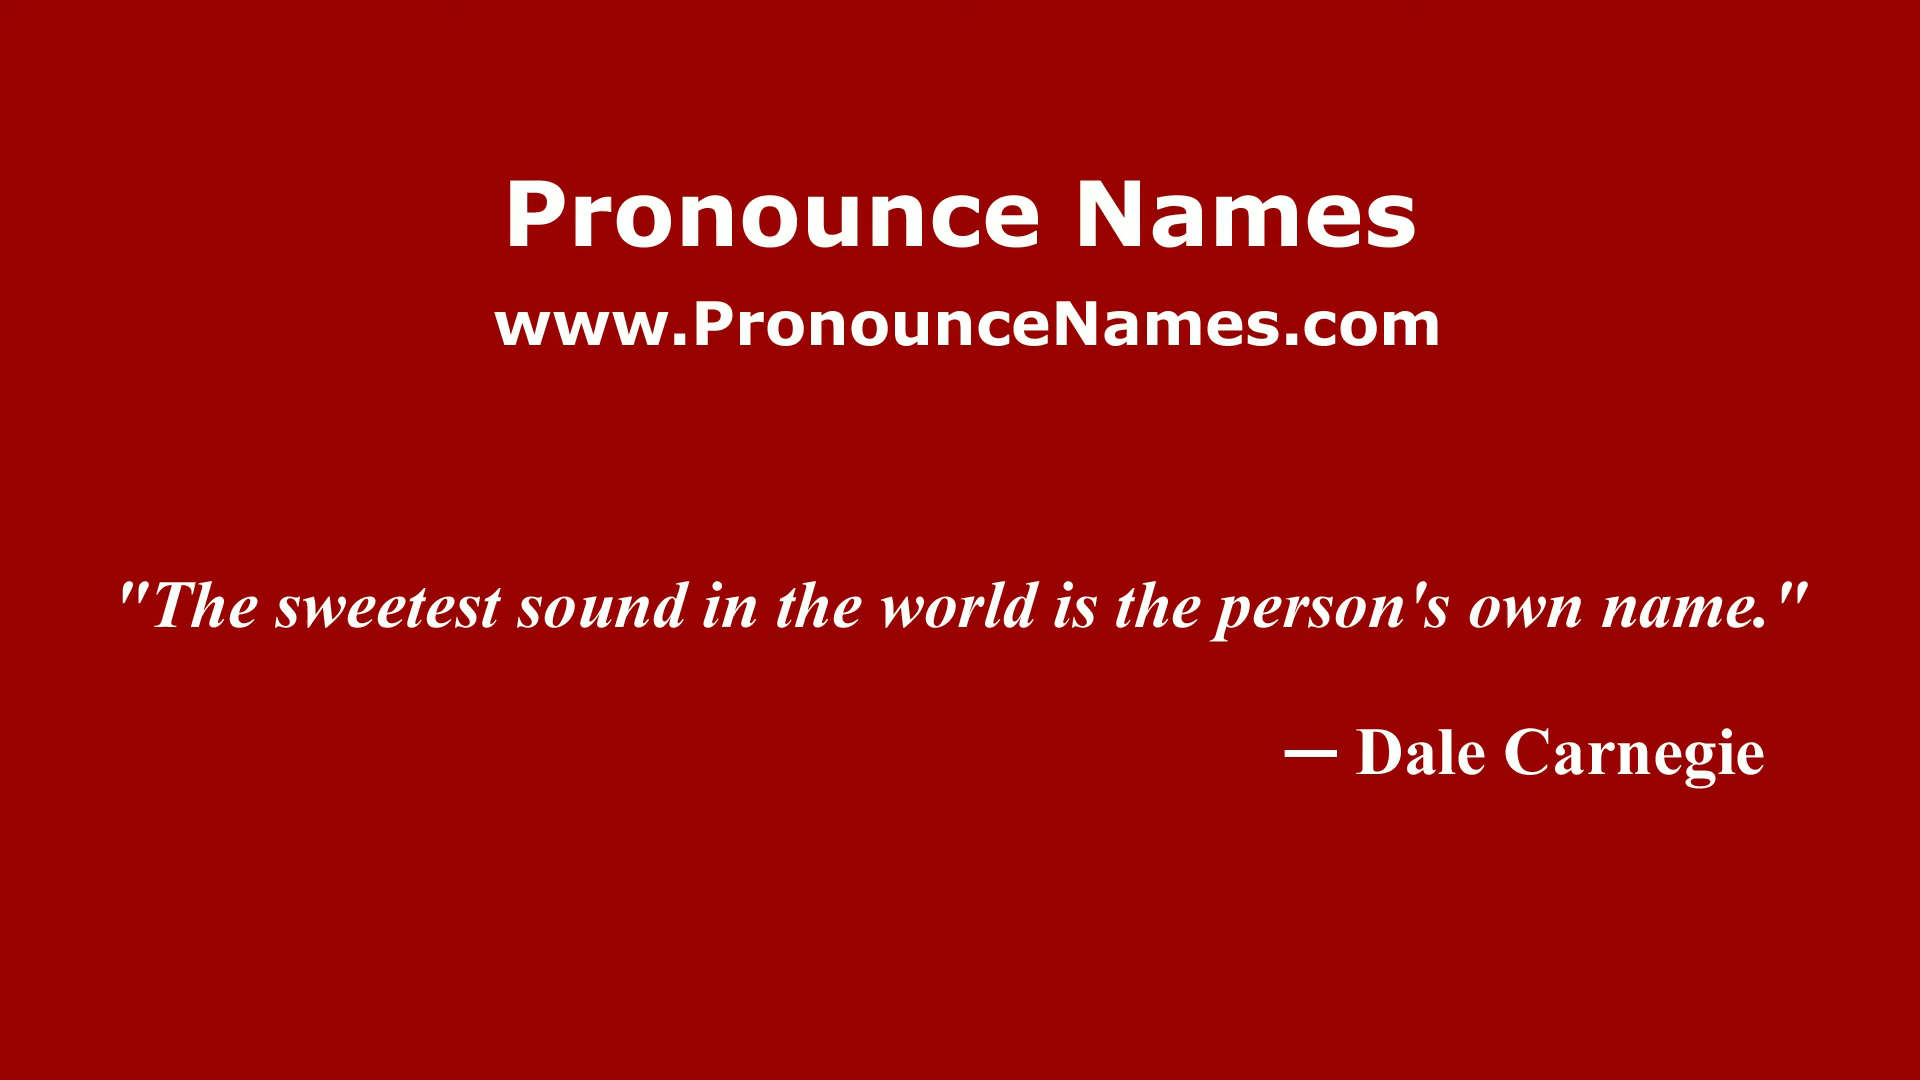 Pronounce Names
www.PronounceNames.com
"The sweetest sound in the world is the person's own name."
— Dale Carnegie